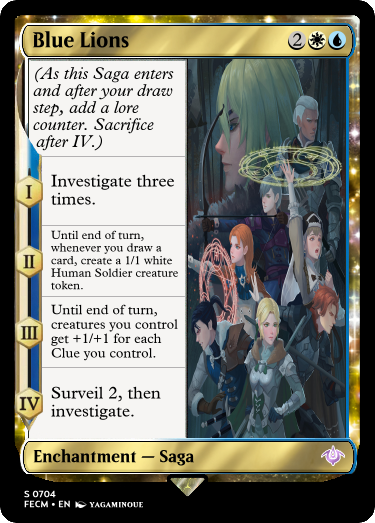 Blue Lions 2
(As this Saga enters
and after your draw
step, add a lore
counter. Sacrifice
after IV.)
I
Investigate three
times.
II
Until end of turn,
whenever you draw a
card, create a 1/1 white
Human Soldier creature
token.
III
Until end of turn,
creatures you control
get +1/+1 for each
Clue you control.
IV
Surveil 2, then
investigate.
Enchantment — Saga
S 0704
FECM • EN YAGAMINOUE